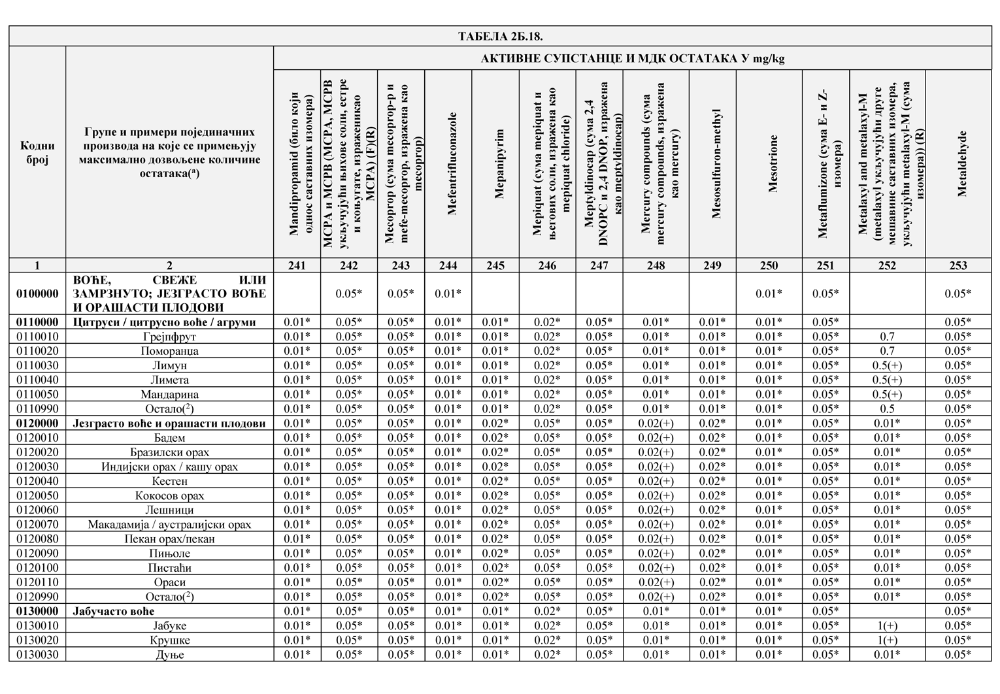 ТАБЕЛА 2Б.18.
Кодни број
Групе и примери појединачних
производа на које се примењују
максимално дозвољене количине
остатака(ª)
АКТИВНЕ СУПСТАНЦЕ И МДК ОСТАТАКА У mg/kg
Mandipropamid (било који
однос саставних изомера)
MCPA и MCPB (MCPA, MCPB
укључујући њихове соли, естре
и коњугате, израженикао
MCPA) (F)(R)
Mecoprop (сума mecoprop-p и
mefe-mecoprop, изражена као
mecoprop)
Mefentrifluconazole
Mepanipyrim
Mepiquat (сума mepiquat и
његових соли, изражена као
mepiquat chloride)
Meptyldinocap (сума 2,4
DNOPC и 2,4 DNOP, изражена
као meptyldinocap)
Mercury compounds (сума
mercury compounds, изражена
као mercury)
Mesosulfuron-methyl
Mesotrione
Metaflumizone (сума E- и Z-
изомера)
Metalaxyl and metalaxyl-M
(metalaxyl укључујући друге
мешавине саставних изомера,
укључујући metalaxyl-M (сума
изомера)) (R)
Metaldehyde
1 2 241 242 243 244 245 246 247 248 249 250 251 252 253
0100000 ВОЋЕ, СВЕЖЕ ИЛИ
ЗАМРЗНУТО; ЈЕЗГРАСТО ВОЋЕ
И ОРАШАСТИ ПЛОДОВИ
0.05* 0.05* 0.01* 0.01* 0.05* 0.05*
0110000 Цитруси / цитрусно воће / агруми 0.01* 0.05* 0.05* 0.01* 0.01* 0.02* 0.05* 0.01* 0.01* 0.01* 0.05* 0.05*
0110010 Грејпфрут 0.01* 0.05* 0.05* 0.01* 0.01* 0.02* 0.05* 0.01* 0.01* 0.01* 0.05* 0.7 0.05*
0110020 Поморанџа 0.01* 0.05* 0.05* 0.01* 0.01* 0.02* 0.05* 0.01* 0.01* 0.01* 0.05* 0.7 0.05*
0110030 Лимун 0.01* 0.05* 0.05* 0.01* 0.01* 0.02* 0.05* 0.01* 0.01* 0.01* 0.05* 0.5(+) 0.05*
0110040 Лимета 0.01* 0.05* 0.05* 0.01* 0.01* 0.02* 0.05* 0.01* 0.01* 0.01* 0.05* 0.5(+) 0.05*
0110050 Мандарина 0.01* 0.05* 0.05* 0.01* 0.01* 0.02* 0.05* 0.01* 0.01* 0.01* 0.05* 0.5(+) 0.05*
0110990 Остало(²) 0.01* 0.05* 0.05* 0.01* 0.01* 0.02* 0.05* 0.01* 0.01* 0.01* 0.05* 0.5 0.05*
0120000 Језграсто воће и орашасти плодови 0.01* 0.05* 0.05* 0.01* 0.02* 0.05* 0.05* 0.02(+) 0.02* 0.01* 0.05* 0.01* 0.05*
0120010 Бадем 0.01* 0.05* 0.05* 0.01* 0.02* 0.05* 0.05* 0.02(+) 0.02* 0.01* 0.05* 0.01* 0.05*
0120020 Бразилски орах 0.01* 0.05* 0.05* 0.01* 0.02* 0.05* 0.05* 0.02(+) 0.02* 0.01* 0.05* 0.01* 0.05*
0120030 Индијски орах / кашу орах 0.01* 0.05* 0.05* 0.01* 0.02* 0.05* 0.05* 0.02(+) 0.02* 0.01* 0.05* 0.01* 0.05*
0120040 Кестен 0.01* 0.05* 0.05* 0.01* 0.02* 0.05* 0.05* 0.02(+) 0.02* 0.01* 0.05* 0.01* 0.05*
0120050 Кокосов орах 0.01* 0.05* 0.05* 0.01* 0.02* 0.05* 0.05* 0.02(+) 0.02* 0.01* 0.05* 0.01* 0.05*
0120060 Лешници 0.01* 0.05* 0.05* 0.01* 0.02* 0.05* 0.05* 0.02(+) 0.02* 0.01* 0.05* 0.01* 0.05*
0120070 Макадамија / аустралијски орах 0.01* 0.05* 0.05* 0.01* 0.02* 0.05* 0.05* 0.02(+) 0.02* 0.01* 0.05* 0.01* 0.05*
0120080 Пекан орах/пекан 0.01* 0.05* 0.05* 0.01* 0.02* 0.05* 0.05* 0.02(+) 0.02* 0.01* 0.05* 0.01* 0.05*
0120090 Пињоле 0.01* 0.05* 0.05* 0.01* 0.02* 0.05* 0.05* 0.02(+) 0.02* 0.01* 0.05* 0.01* 0.05*
0120100 Пистаћи 0.01* 0.05* 0.05* 0.01* 0.02* 0.05* 0.05* 0.02(+) 0.02* 0.01* 0.05* 0.01* 0.05*
0120110 Ораси 0.01* 0.05* 0.05* 0.01* 0.02* 0.05* 0.05* 0.02(+) 0.02* 0.01* 0.05* 0.01* 0.05*
0120990 Остало(²) 0.01* 0.05* 0.05* 0.01* 0.02* 0.05* 0.05* 0.02(+) 0.02* 0.01* 0.05* 0.01* 0.05*
0130000 Јабучасто воће 0.01* 0.05* 0.05* 0.01* 0.01* 0.02* 0.05* 0.01* 0.01* 0.01* 0.05* 0.05*
0130010 Јабуке 0.01* 0.05* 0.05* 0.01* 0.01* 0.02* 0.05* 0.01* 0.01* 0.01* 0.05* 1(+) 0.05*
0130020 Крушке 0.01* 0.05* 0.05* 0.01* 0.01* 0.02* 0.05* 0.01* 0.01* 0.01* 0.05* 1(+) 0.05*
0130030 Дуње 0.01* 0.05* 0.05* 0.01* 0.01* 0.02* 0.05* 0.01* 0.01* 0.01* 0.05* 0.01* 0.05*